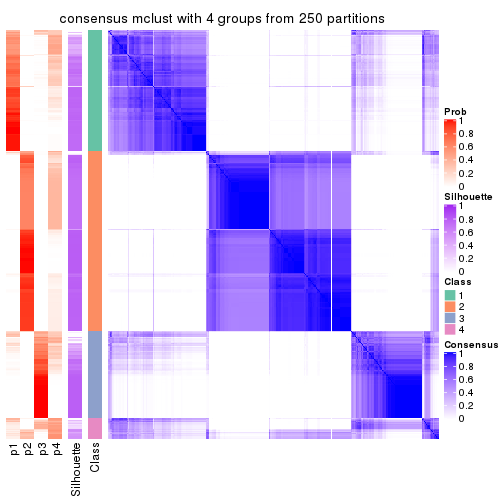 consensus mclust with 4 groups from 250 partitions
Prob
1
0.8
0.6
0.4
0.2
0
Silhouette
1
0.8
0.6
0.4
0.2
0
Class
1
2
3
4
Consensus
1
0.8
0.6
0.4
0.2
0
p1
p2
p3
p4
Silhouette
Class